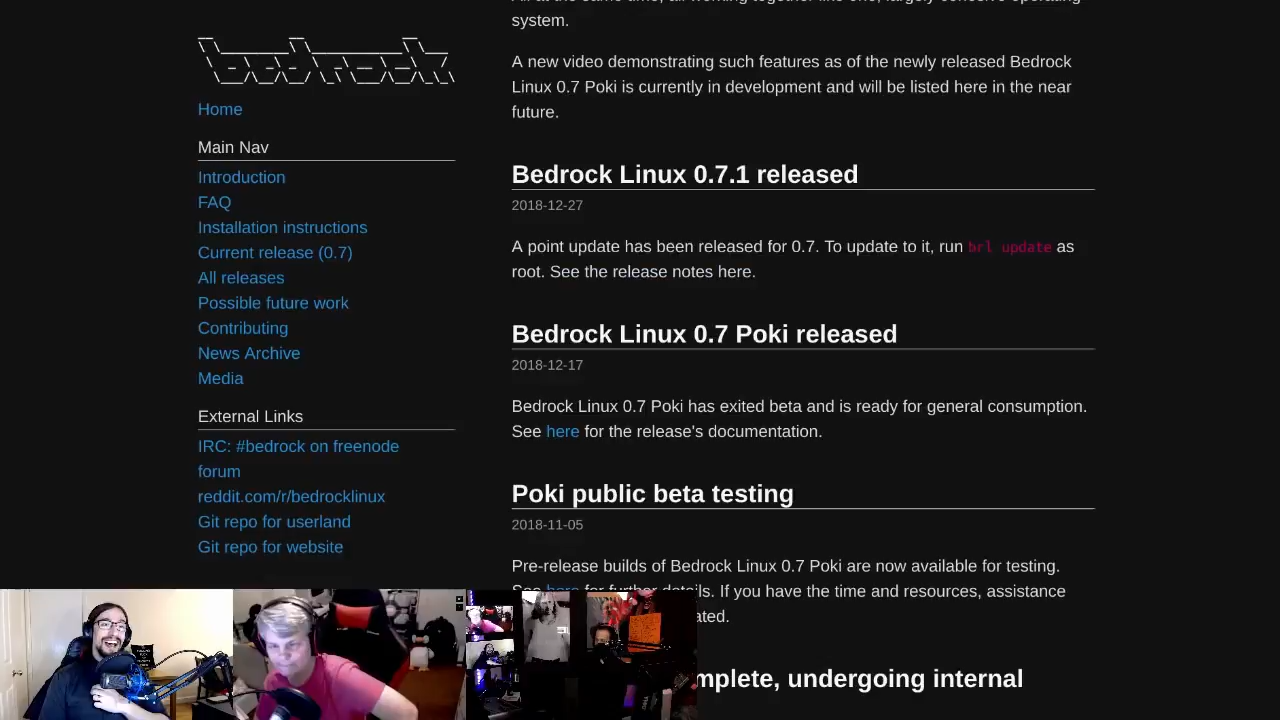 bedrock
Home
Main Nav
Introduction
FAQ
Installation instructions
Current release (0.7)
All releases
Possible future work
Contributing
News Archive
Media
External Links
IRC: #bedrock on freenode
forum
reddit.com/r/bedrocklinux
Git repo for userland
Git repo for website
system.
A new video demonstrating such features as of the newly released Bedrock
Linux 0.7 Poki is currently in development and will be listed here in the near
future.
Bedrock Linux 0.7.1 released
2018-12-27
A point update has been released for 0.7. To update to it, run brl update as
root. See the release notes here.
Bedrock Linux 0.7 Poki released
2018-12-17
Bedrock Linux 0.7 Poki has exited beta and is ready for general consumption.
See here for the release's documentation.
Poki public beta testing
2018-11-05
Pre-release builds of Bedrock Linux 0.7 Poki are now available for testing.
See here for further details. If you have the time and resources, assistance
ated.
mplete, undergoing internal